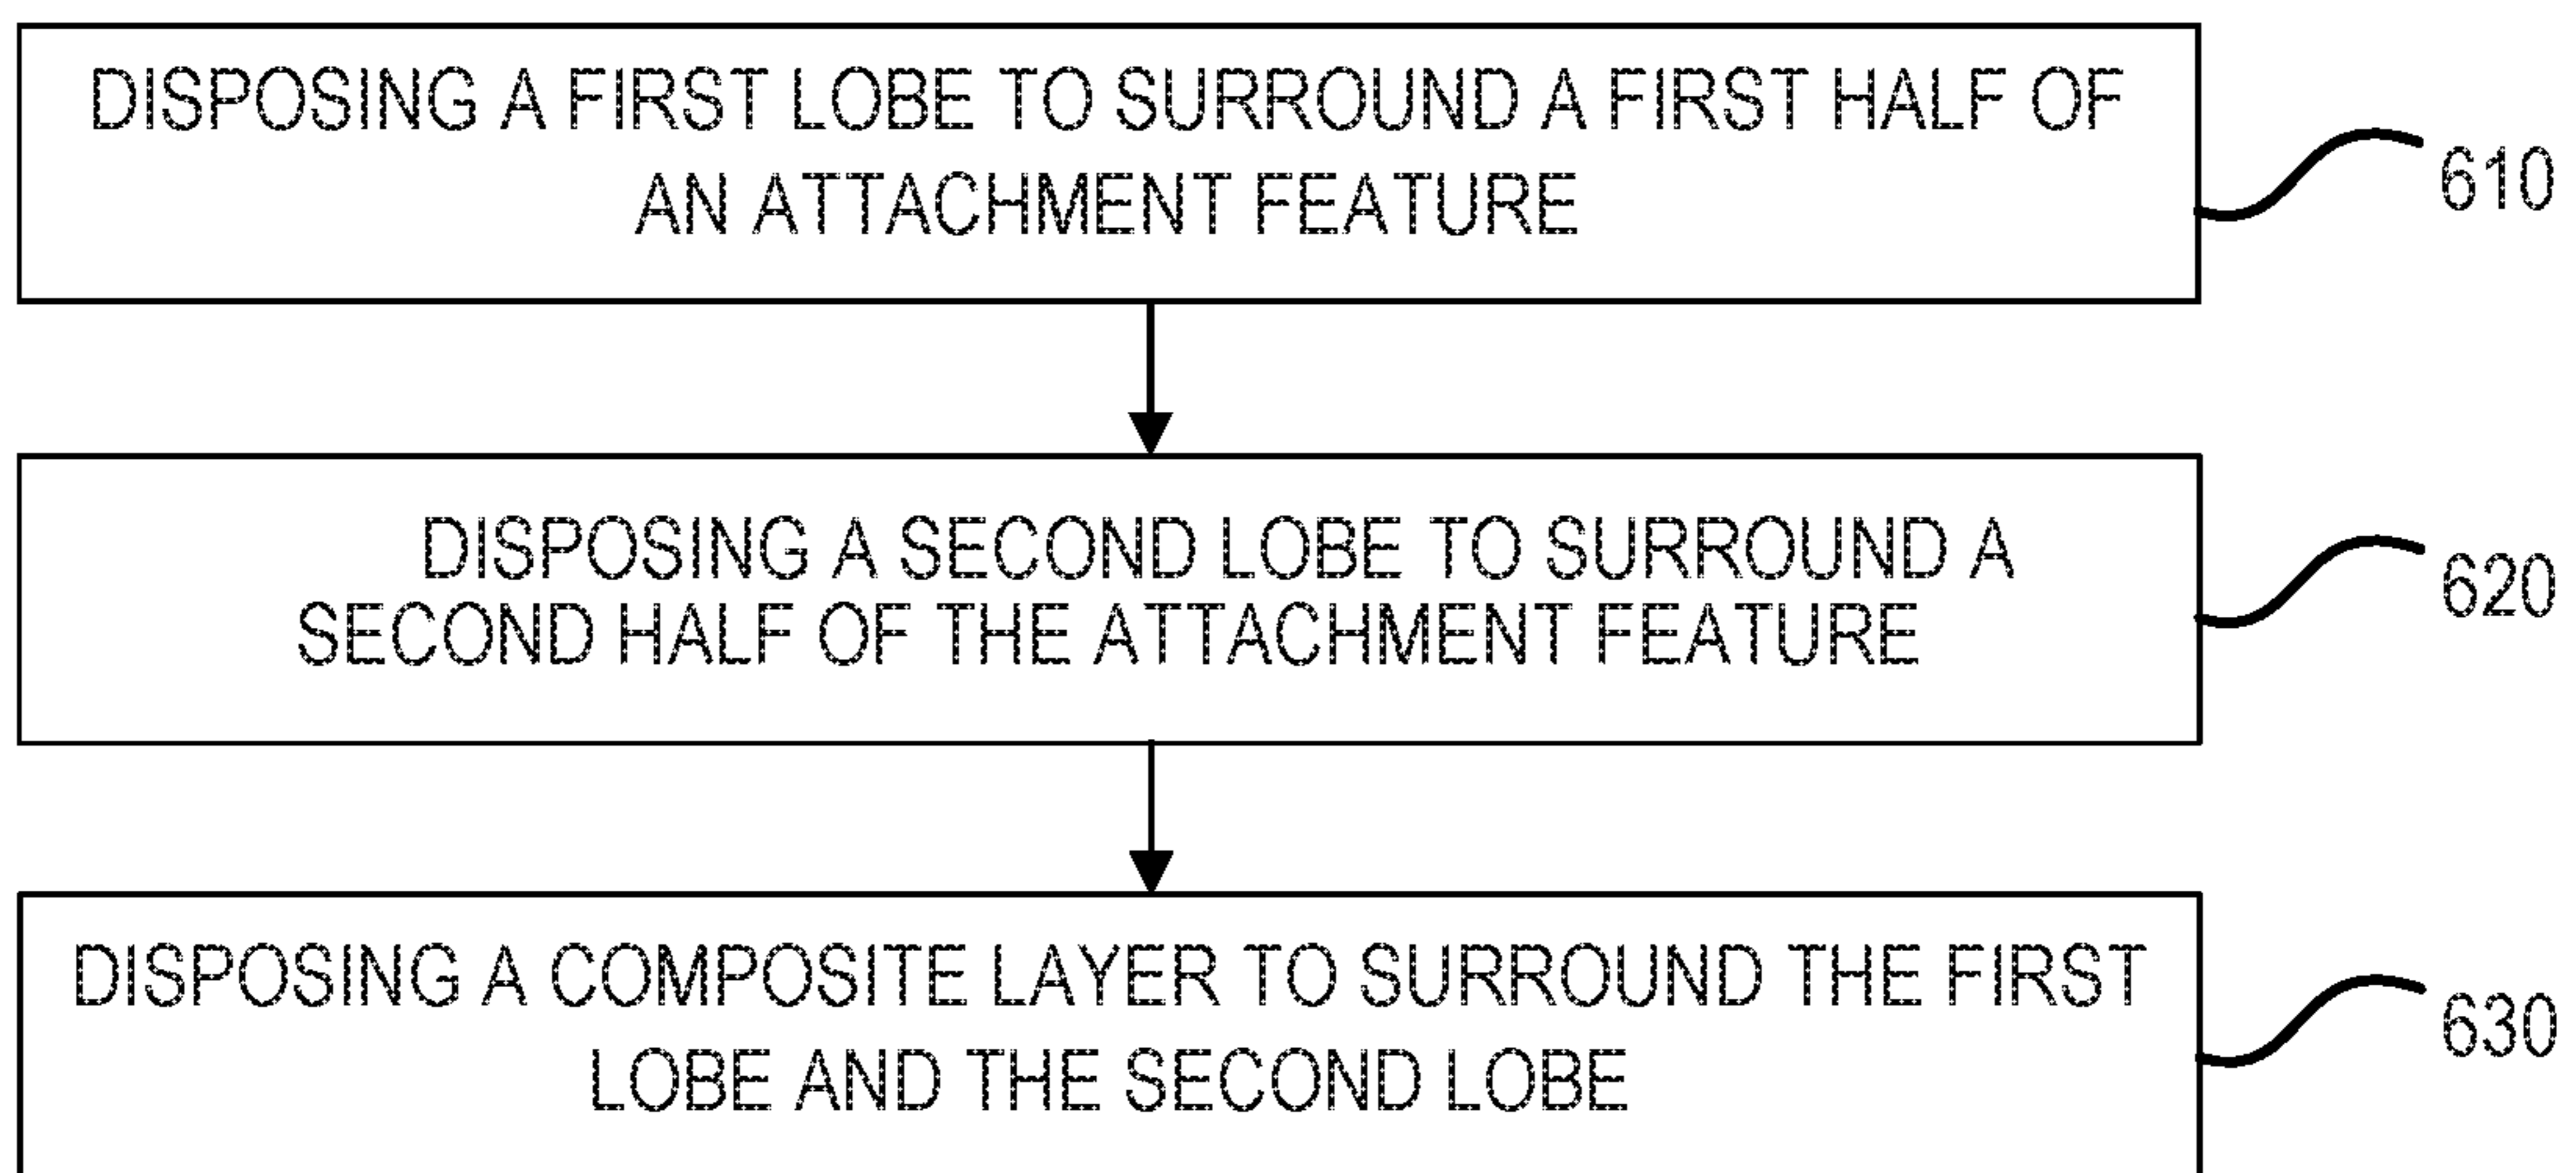 DISPOSING A FIRST LOBE TO SURROUND A FIRST HALF OF
AN ATTACHMENT FEATURE
610
DISPOSING A SECOND LOBE TO SURROUND A
SECOND HALF OF THE ATTACHMENT FEATURE
620
DISPOSING A COMPOSITE LAYER TO SURROUND THE FIRST
LOBE AND THE SECOND LOBE
630